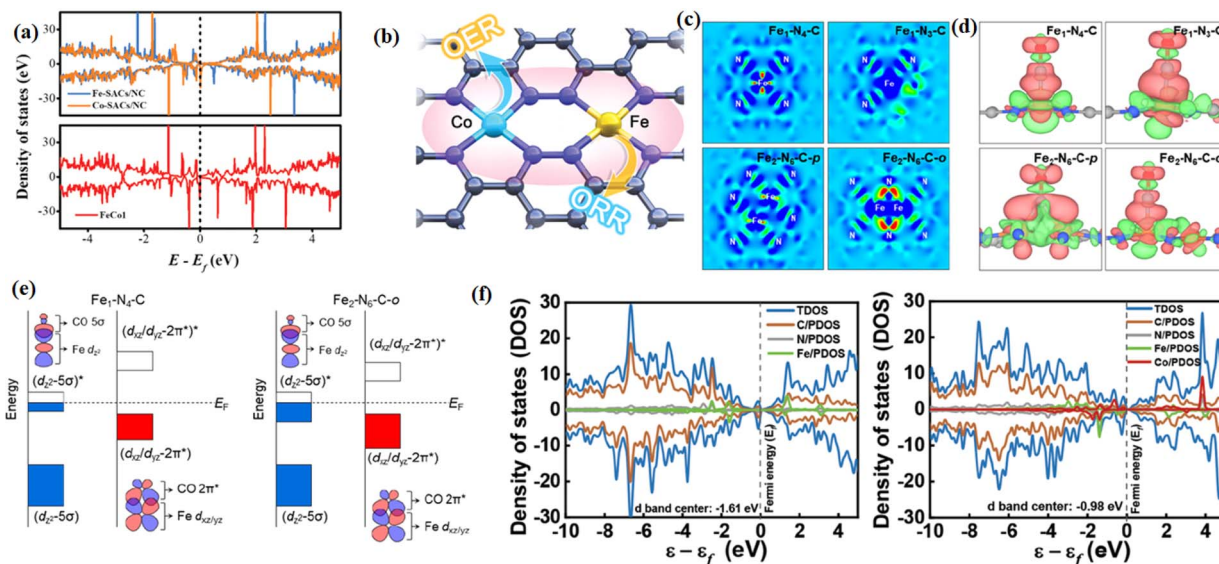 (a)
Density of states (eV)
30
0
-30
Fe-SACs/NC
Co-SACs/NC
30
0
-30
FeCo1
-4 -2 0 2 4
E - Ef (eV)
(b)
OER
Co
Fe
ORR
(c)
Fe1-N4-C
N N
Fe
N N
Fe1-N3-C
N
Fe
N N
Fe2-N6-C-p
N N
N Fe
Fe N
N N
Fe2-N6-C-o
N N
N Fe Fe N
N N
(d)
Fe1-N4-C
Fe1-N3-C
Fe2-N6-C-p
Fe2-N6-C-o
(e)
Fe1-N4-C
Energy
CO 5σ
Fe dz2
(dxz/dyz-2π*)*
(dz2-5σ)*
EF
(dxz/dyz-2π*)
CO 2π*
Fe dxz/yz
(dz2-5σ)
Fe2-N6-C-o
Energy
CO 5σ
Fe dz2
(dxz/dyz-2π*)*
(dz2-5σ)*
(dxz/dyz-2π*)
CO 2π*
Fe dxz/yz
(dz2-5σ)
(f)
Density of states (DOS)
30
20
10
0
-10
-20
-30
TDOS
C/PDOS
N/PDOS
Fe/PDOS
Fermi energy (Ef)
d band center: -1.61 eV
-10 -8 -6 -4 -2 0 2 4
ε − εf (eV)
Density of states (DOS)
30
20
10
0
-10
-20
-30
TDOS
C/PDOS
N/PDOS
Fe/PDOS
Co/PDOS
Fermi energy (Ef)
d band center: -0.98 eV
-10 -8 -6 -4 -2 0 2 4
ε − εf (eV)